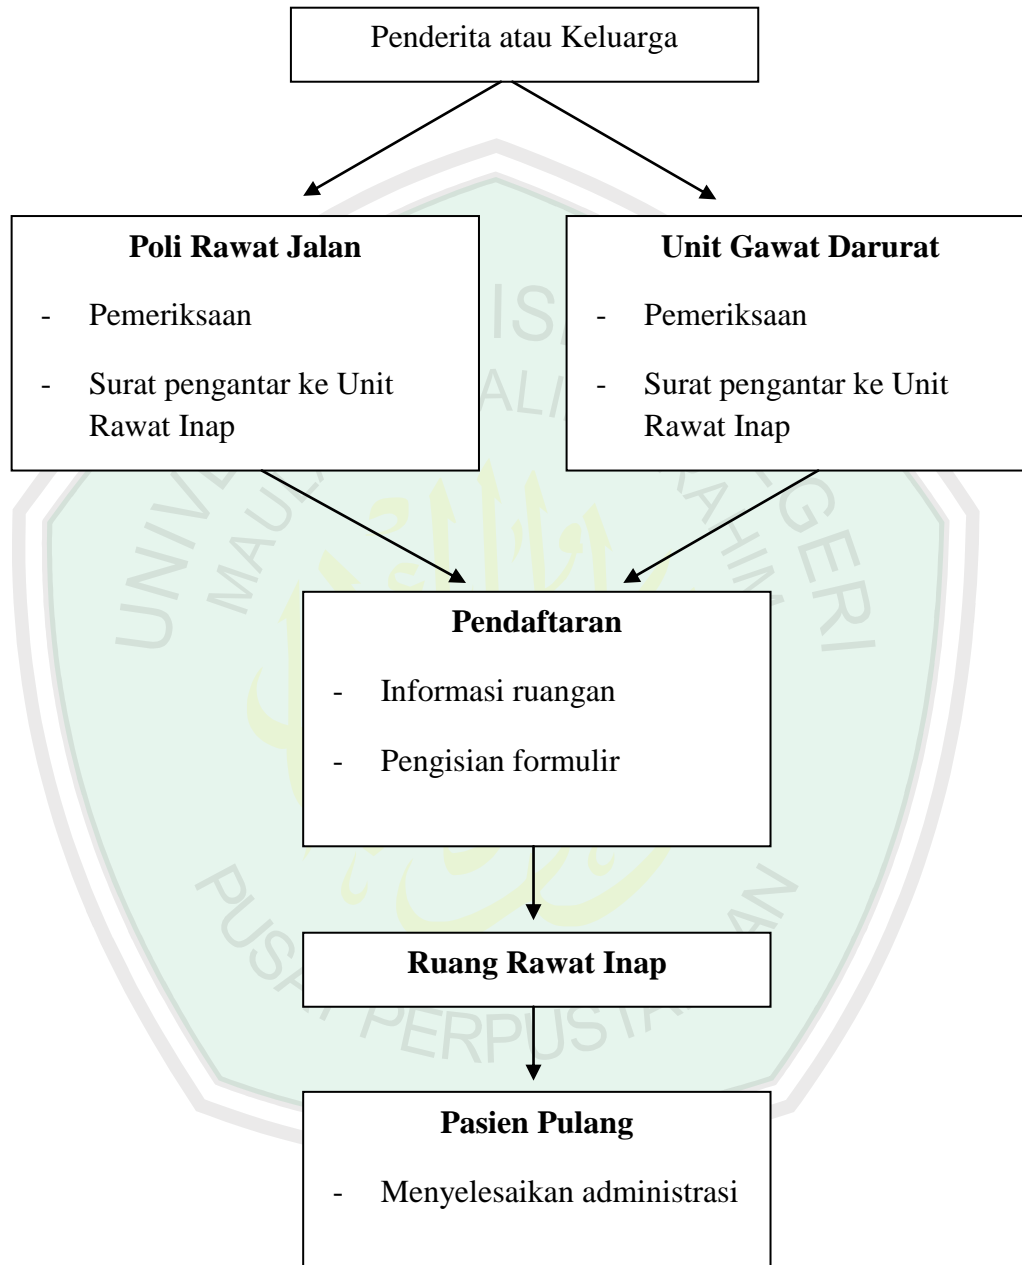 Penderita atau Keluarga
Poli Rawat Jalan
- Pemeriksaan
- Surat pengantar ke Unit
Rawat Inap
Unit Gawat Darurat
- Pemeriksaan
- Surat pengantar ke Unit
Rawat Inap
Pendaftaran
- Informasi ruangan
- Pengisian formulir
Ruang Rawat Inap
Pasien Pulang
- Menyelesaikan administrasi